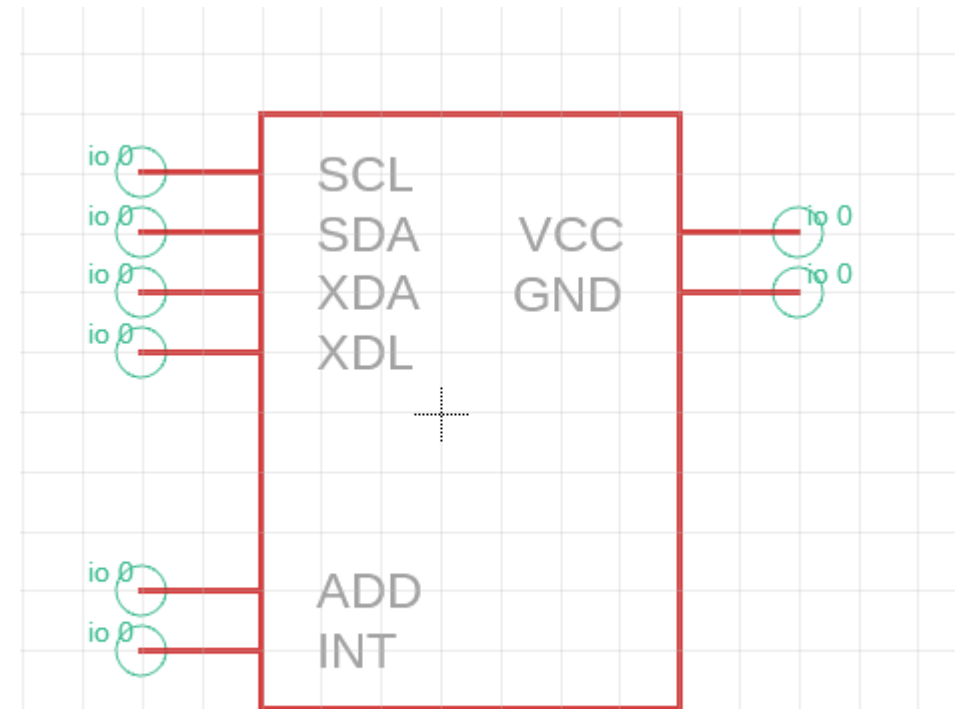 io 0
SCL
io 0
SDA
VCC
io 0
io 0
XDA
GND
io 0
io 0
XDL
io 0
ADD
io 0
INT